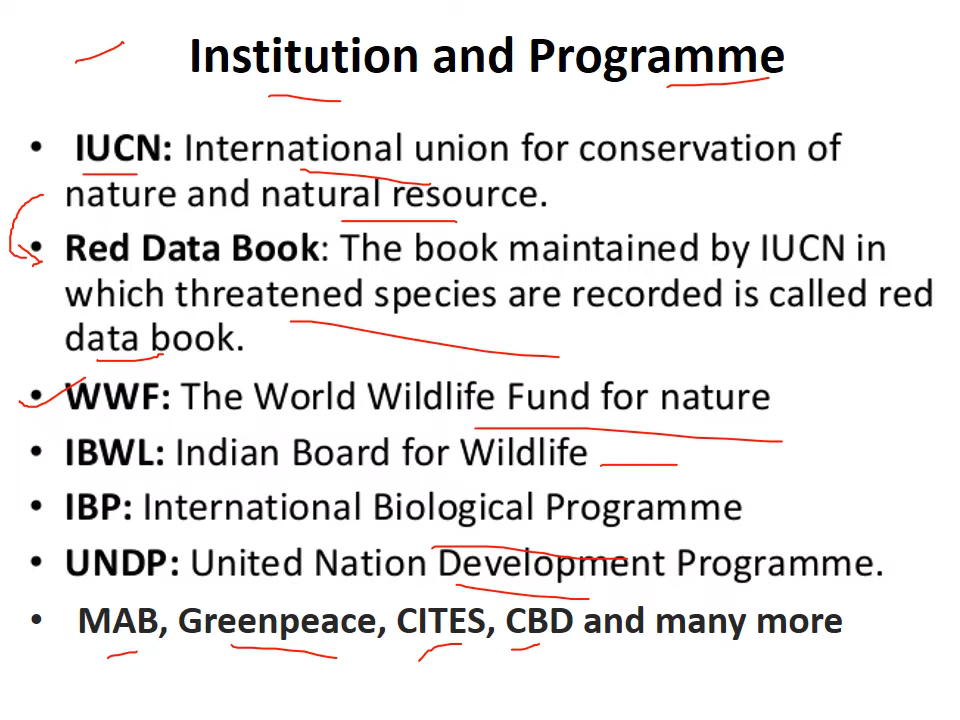 Institution and Programme
• IUCN: International union for conservation of
nature and natural resource.
• Red Data Book: The book maintained by IUCN in
which threatened species are recorded is called red
data book.
• WWF: The World Wildlife Fund for nature
• IBWL: Indian Board for Wildlife
• IBP: International Biological Programme
• UNDP: United Nation Development Programme.
• MAB, Greenpeace, CITES, CBD and many more